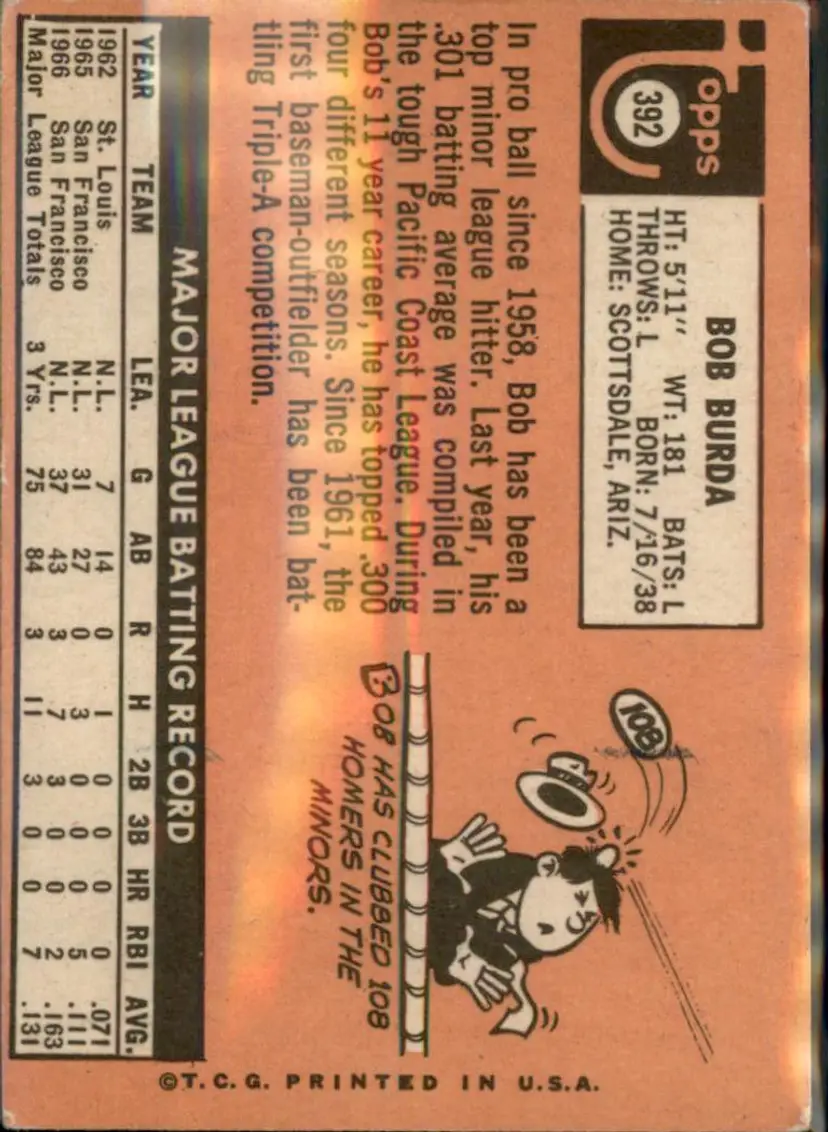 Topps
392
BOB BURDA
HT: 5'11" WT: 181 BATS: L
THROWS: L BORN: 7/16/38
HOME: SCOTTSDALE, ARIZ.
In pro ball since 1958, Bob has been a
top minor league hitter. Last year, his
.301 batting average was compiled in
the tough Pacific Coast League. During
Bob's 11 year career, he has topped .300
four different seasons. Since 1961, the
first baseman-outfielder has been bat-
tling Triple-A competition.
108
BOB HAS CLUBBED 108
HOMERS IN THE
MINORS.
MAJOR LEAGUE BATTING RECORD
YEAR TEAM LEA. G AB R H 2B 3B HR RBI AVG.
1962 St. Louis N.L. 7 14 0 1 0 0 0 0 .071
1965 San Francisco N.L. 31 27 0 3 0 0 0 5 .111
1966 San Francisco N.L. 37 43 3 7 3 0 0 2 .163
Major League Totals 3 Yrs. 75 84 3 11 3 0 0 7 .131
©T.C.G. PRINTED IN U.S.A.